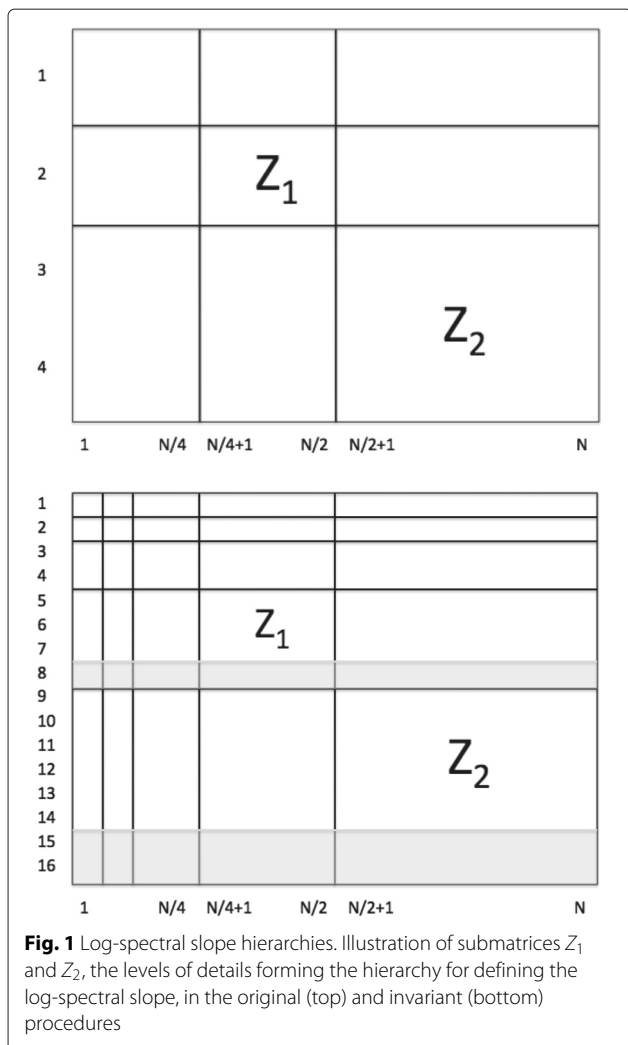 1
2
Z1
3
Z2
4
1 N/4 N/4+1 N/2 N/2+1 N
1
2
3
4
5
6
Z1
7
8
9
10
11
Z2
12
13
14
15
16
1 N/4 N/4+1 N/2 N/2+1 N
Fig. 1 Log-spectral slope hierarchies. Illustration of submatrices Z1
and Z2, the levels of details forming the hierarchy for defining the
log-spectral slope, in the original (top) and invariant (bottom)
procedures